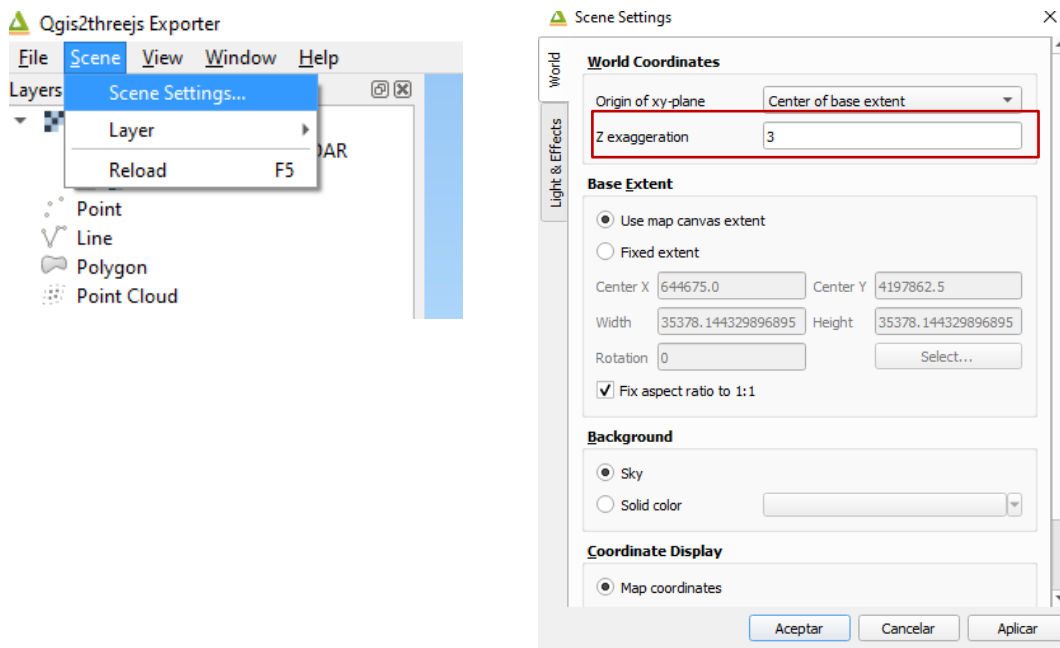 Qgis2threejs Exporter
File Scene View Window Help
Layers
Scene Settings...
Layer
DAR
Reload F5
Point
Line
Polygon
Point Cloud
Scene Settings
World
Light & Effects
World Coordinates
Origin of xy-plane Center of base extent
Z exaggeration 3
Base Extent
Use map canvas extent
Fixed extent
Center X 644675.0 Center Y 4197862.5
Width 35378.144329896895 Height 35378.144329896895
Rotation 0 Select...
Fix aspect ratio to 1:1
Background
Sky
Solid color
Coordinate Display
Map coordinates
Aceptar Cancelar Aplicar